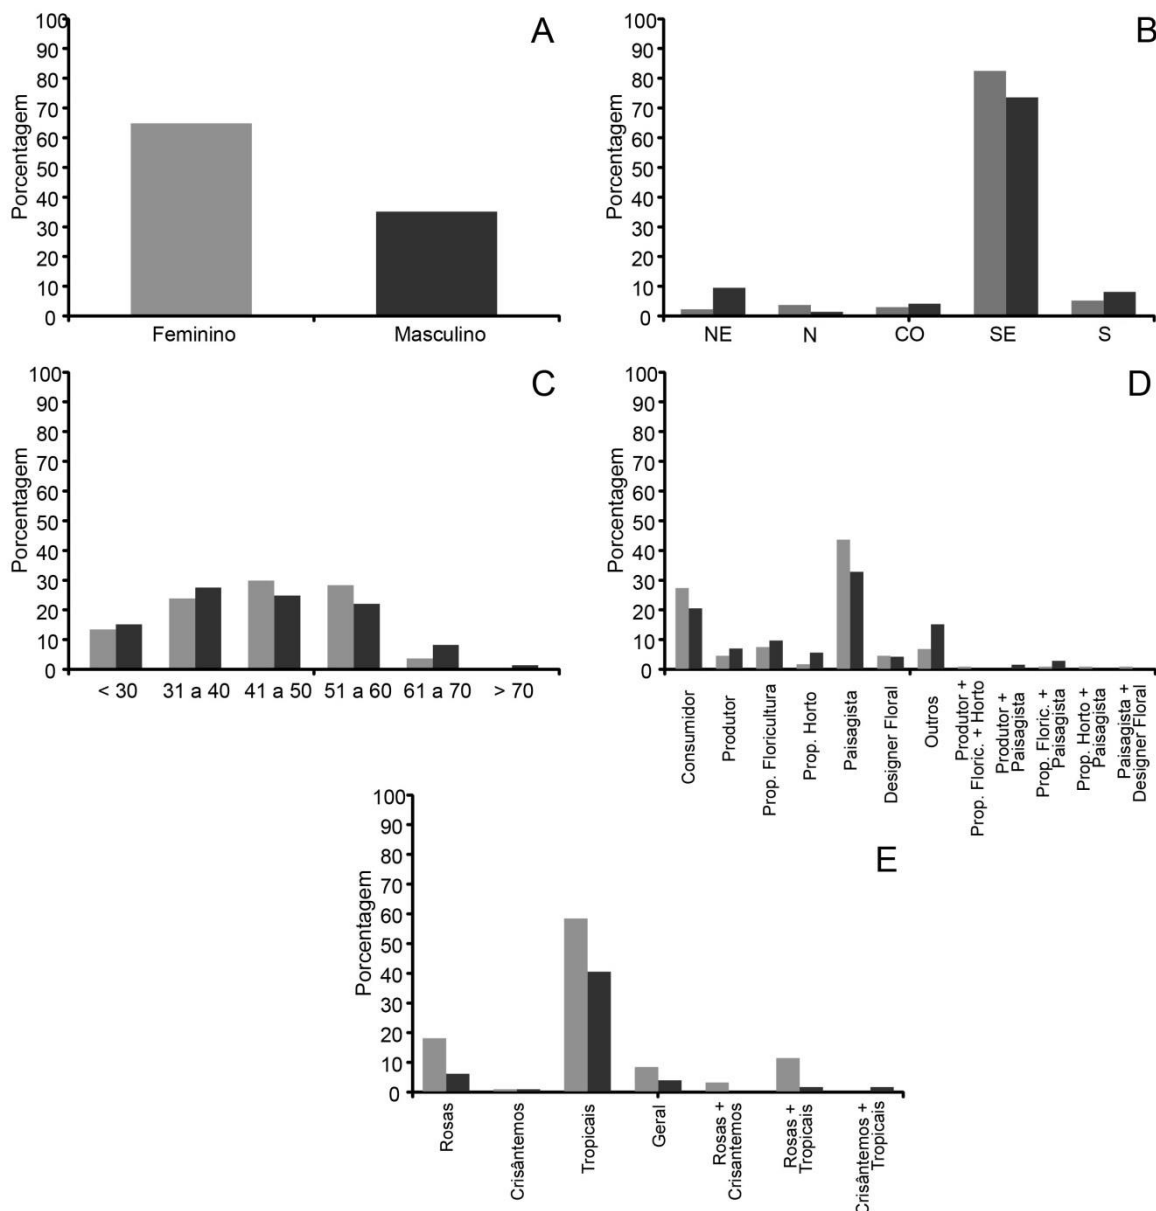 A
Porcentagem
100
90
80
70
60
50
40
30
20
10
0
Feminino
Masculino
B
Porcentagem
100
90
80
70
60
50
40
30
20
10
0
NE
N
CO
SE
S
C
Porcentagem
100
90
80
70
60
50
40
30
20
10
0
< 30
31 a 40
41 a 50
51 a 60
61 a 70
> 70
D
Porcentagem
100
90
80
70
60
50
40
30
20
10
0
Consumidor
Produtor
Prop. Floricultura
Prop. Horto
Paisagista
Designer Floral
Outros
Produtor +
Prop. Floric. + Horto
Produtor +
Paisagista
Prop. Floric. +
Paisagista
Prop. Horto +
Paisagista
Paisagista +
Designer Floral
E
Porcentagem
100
90
80
70
60
50
40
30
20
10
0
Rosas
Crisântemos
Tropicais
Geral
Rosas +
Crisantemos
Rosas +
Tropicais
Crisântemos +
Tropicais